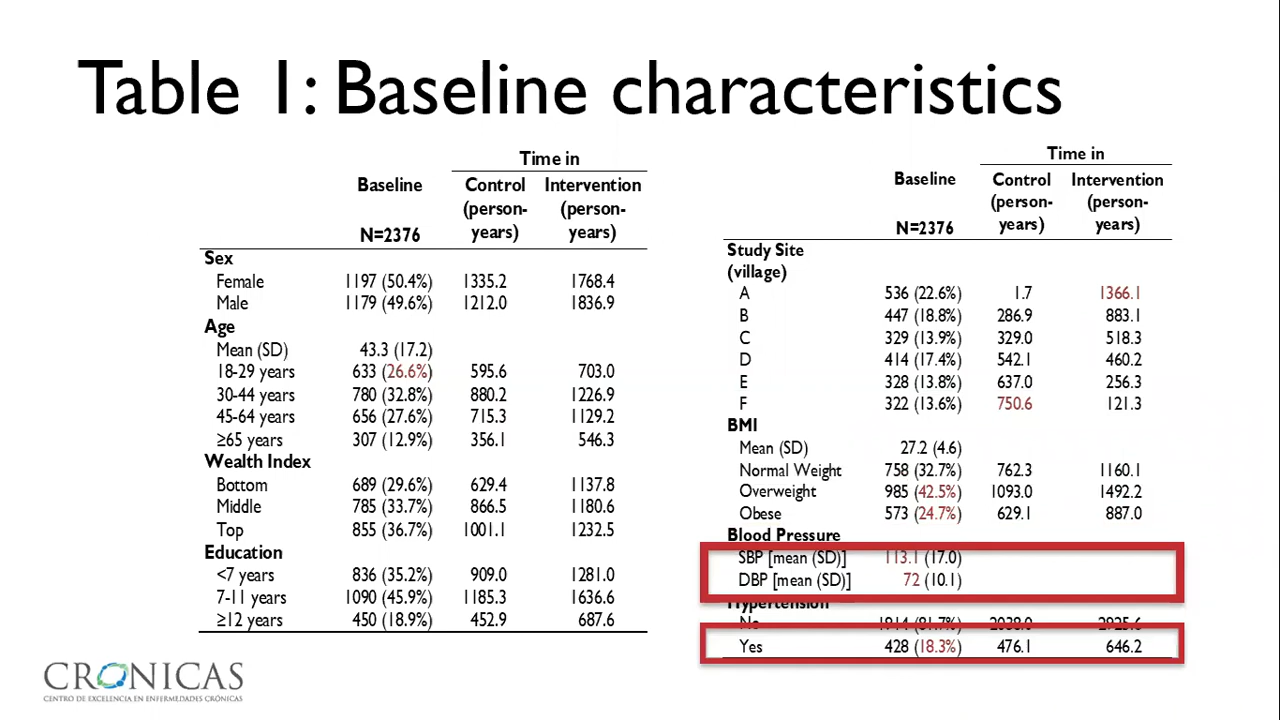 Table 1: Baseline characteristics
Time in
Baseline Control Intervention
(person- (person-
N=2376 years) years)
Sex
Female 1197 (50.4%) 1335.2 1768.4
Male 1179 (49.6%) 1212.0 1836.9
Age
Mean (SD) 43.3 (17.2)
18-29 years 633 (26.6%) 595.6 703.0
30-44 years 780 (32.8%) 880.2 1226.9
45-64 years 656 (27.6%) 715.3 1129.2
≥65 years 307 (12.9%) 356.1 546.3
Wealth Index
Bottom 689 (29.6%) 629.4 1137.8
Middle 785 (33.7%) 866.5 1180.6
Top 855 (36.7%) 1001.1 1232.5
Education
<7 years 836 (35.2%) 909.0 1281.0
7-11 years 1090 (45.9%) 1185.3 1636.6
≥12 years 450 (18.9%) 452.9 687.6
Time in
Baseline Control Intervention
(person- (person-
N=2376 years) years)
Study Site
(village)
A 536 (22.6%) 1.7 1366.1
B 447 (18.8%) 286.9 883.1
C 329 (13.9%) 329.0 518.3
D 414 (17.4%) 542.1 460.2
E 328 (13.8%) 637.0 256.3
F 322 (13.6%) 750.6 121.3
BMI
Mean (SD) 27.2 (4.6)
Normal Weight 758 (32.7%) 762.3 1160.1
Overweight 985 (42.5%) 1093.0 1492.2
Obese 573 (24.7%) 629.1 887.0
Blood Pressure
SBP [mean (SD)] 113.1 (17.0)
DBP [mean (SD)] 72 (10.1)
Hypertension
No 1914 (81.7%) 2038.0
Yes 428 (18.3%) 476.1 646.2
CRONICAS
CENTRO DE EXCELENCIA EN ENFERMEDADES CRÓNICAS